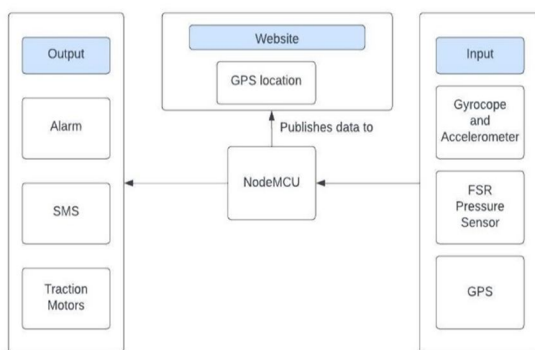 Output
Alarm
SMS
Traction
Motors
Website
GPS location
Publishes data to
NodeMCU
Input
Gyrocope
and
Accelerometer
FSR
Pressure
Sensor
GPS